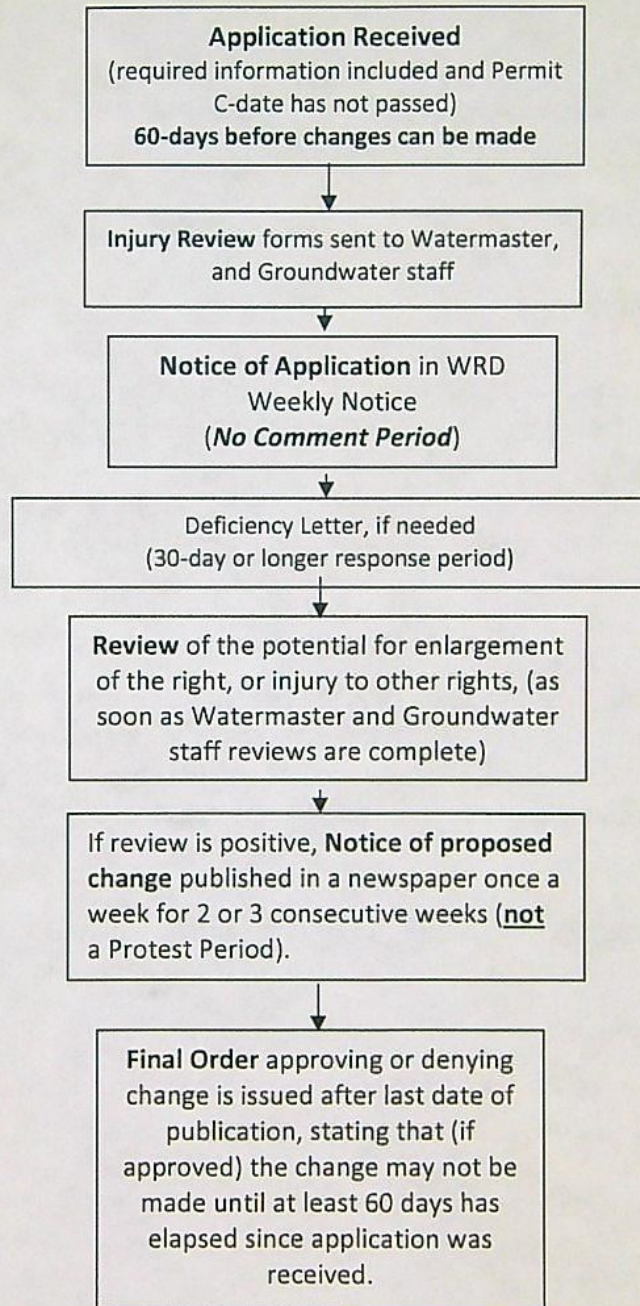 Application Received
(required information included and Permit
C-date has not passed)
60-days before changes can be made
Injury Review forms sent to Watermaster,
and Groundwater staff
Notice of Application in WRD
Weekly Notice
(No Comment Period)
Deficiency Letter, if needed
(30-day or longer response period)
Review of the potential for enlargement
of the right, or injury to other rights, (as
soon as Watermaster and Groundwater
staff reviews are complete)
If review is positive, Notice of proposed
change published in a newspaper once a
week for 2 or 3 consecutive weeks (not
a Protest Period).
Final Order approving or denying
change is issued after last date of
publication, stating that (if
approved) the change may not be
made until at least 60 days has
elapsed since application was
received.